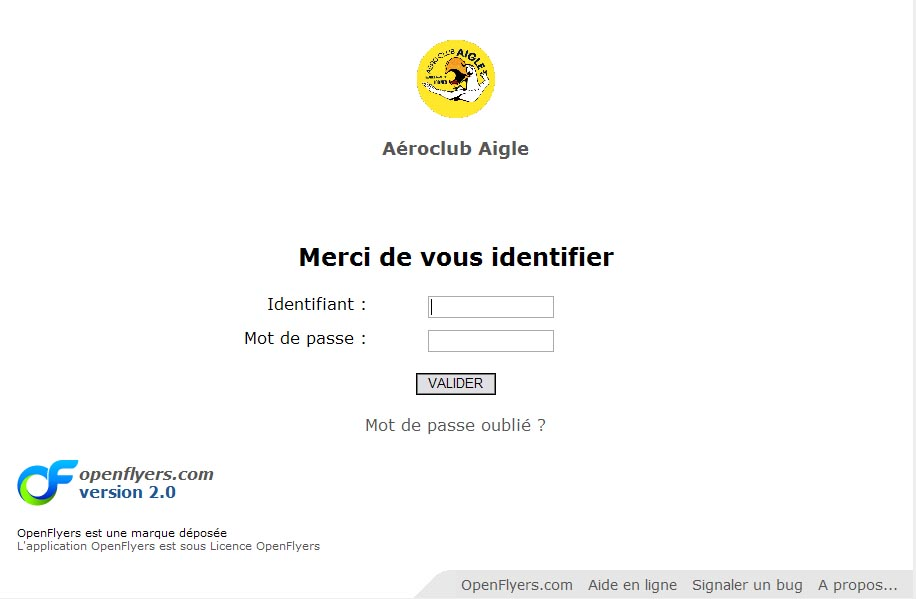 AERO-CLUB AIGLE
Aéroclub Aigle
Merci de vous identifier
Identifiant :
Mot de passe :
VALIDER
Mot de passe oublié ?
openflyers.com
version 2.0
OpenFlyers est une marque déposée
L'application OpenFlyers est sous Licence OpenFlyers
OpenFlyers.com Aide en ligne Signaler un bug A propos...